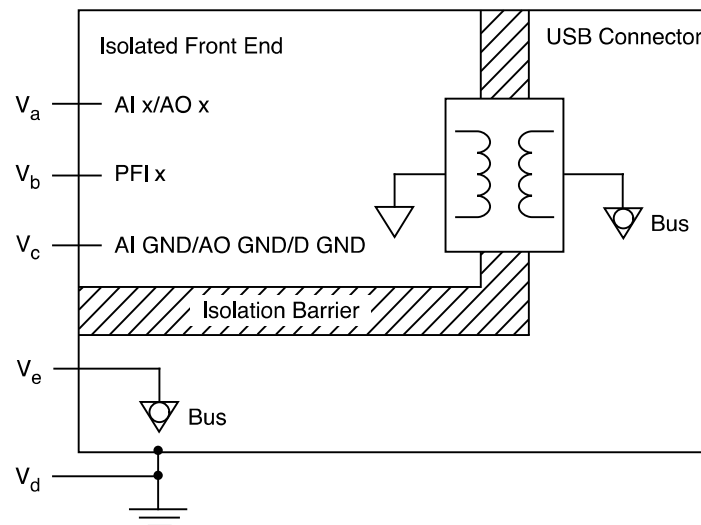 Isolated Front End
USB Connector
Va
AI x/AO x
Vb
PFI x
Vc
AI GND/AO GND/D GND
Bus
Isolation Barrier
Ve
Bus
Vd